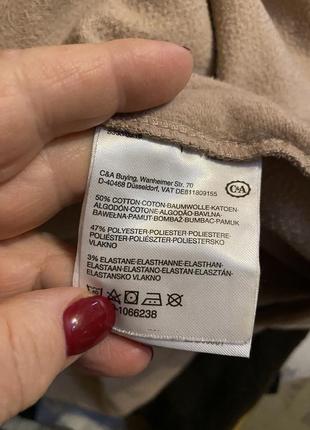 C&A Buying, Wanheimer Str. 70
D-40468 Düsseldorf, VAT DE811809155
C&A
50% COTTON-COTON-BAUMWOLLE-KATOEN-
ALGODÓN-COTONE-ALGODÃO-BAVLNA-
BAWEŁNA-PAMUT-BOMBAŽ-BUMBAC-PAMUK
47% POLYESTER-POLIESTER-POLIESTERE-
POLIÉSTER-POLIÉSZTER-POLIESTERSKO
VLAKNO
3% ELASTANE-ELASTHANNE-ELASTHAN-
ELASTAAN-ELASTANO-ELASTAN-ELASZTÁN-
ELASTANSKO VLAKNO
-1066238